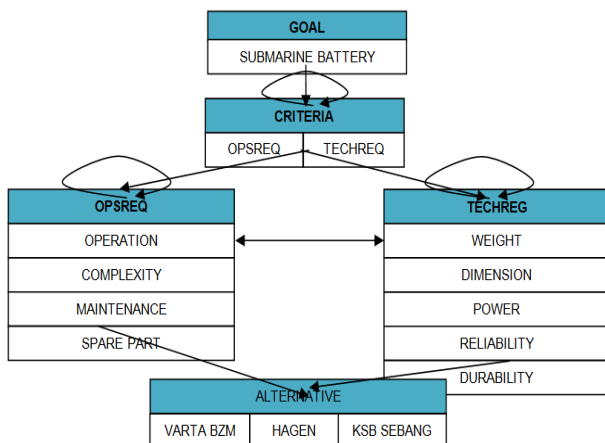 GOAL
SUBMARINE BATTERY
CRITERIA
OPSREQ TECHREQ
OPSREQ TECHREG
OPERATION WEIGHT
COMPLEXITY DIMENSION
MAINTENANCE POWER
SPARE PART RELIABILITY
DURABILITY
ALTERNATIVE
VARTA BZM HAGEN KSB SEBANG